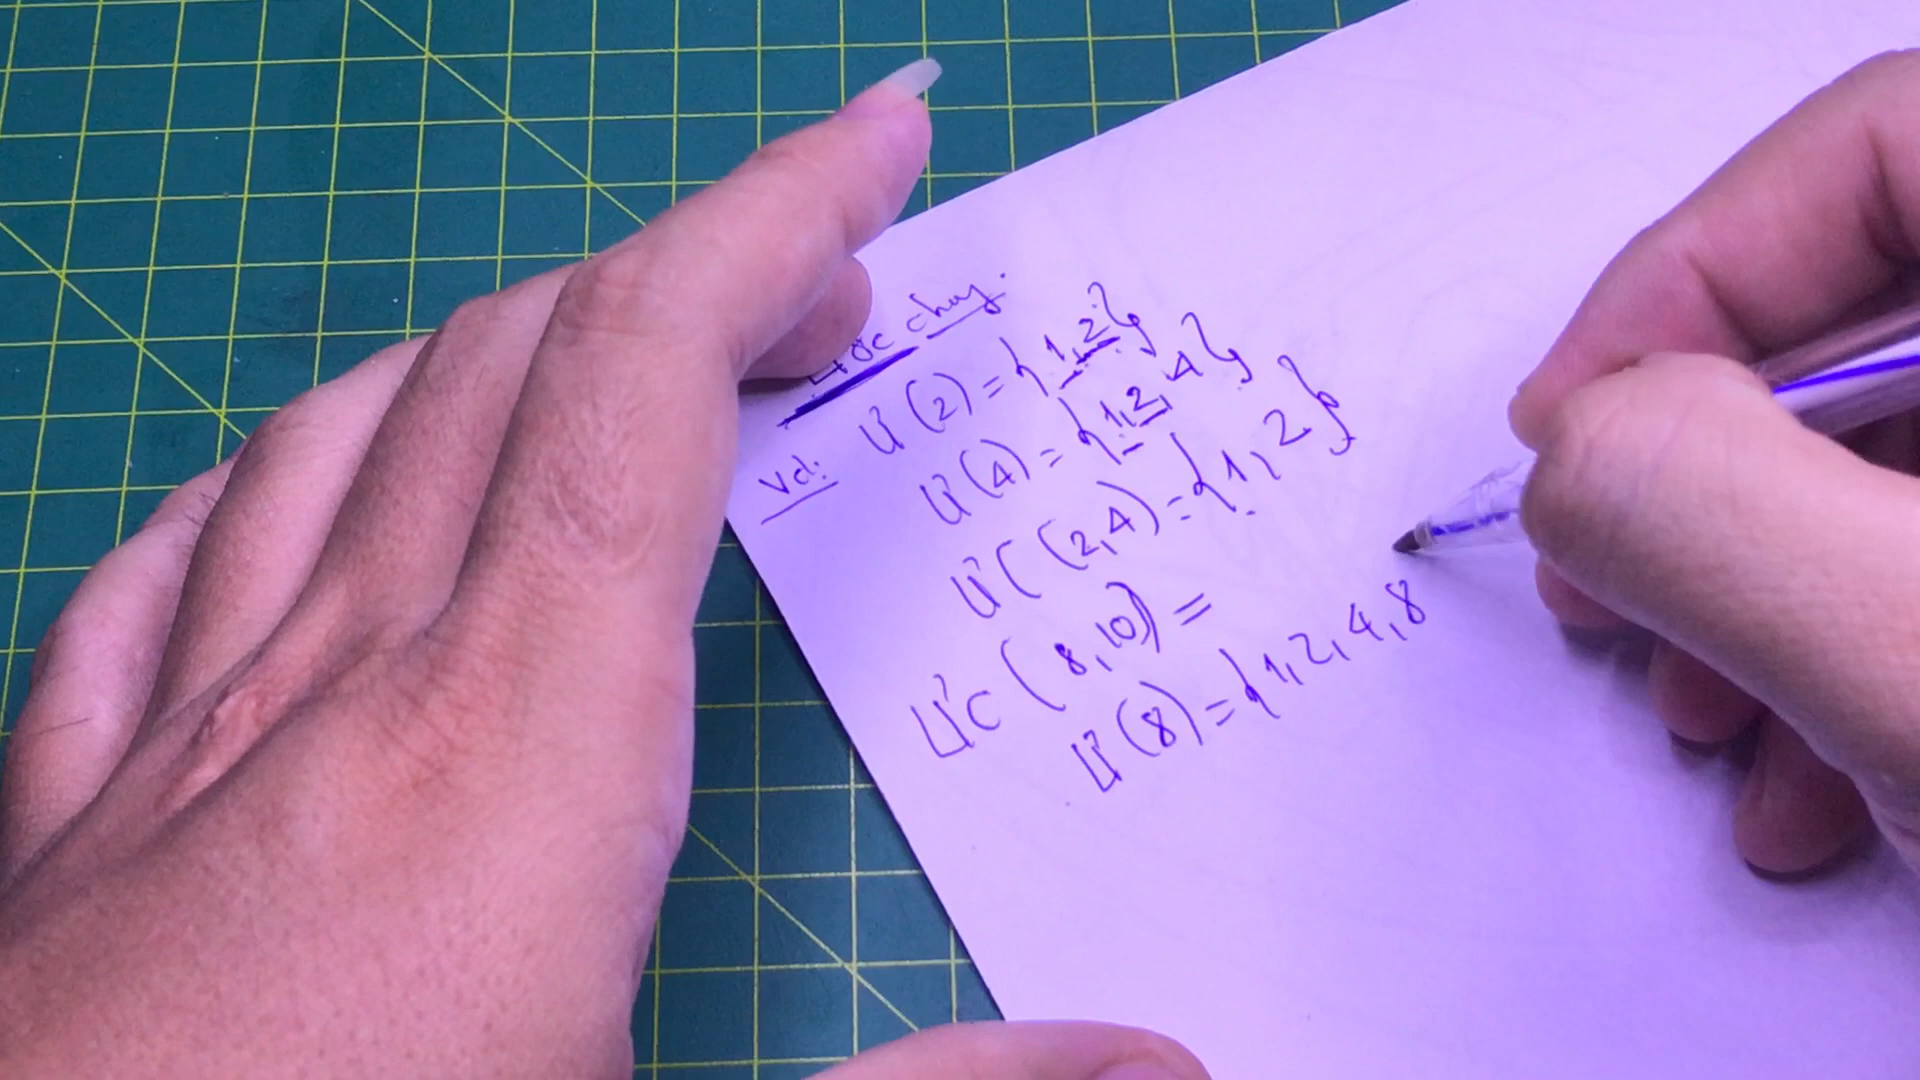 Ước chung.
Vd: Ư(2) = {1, 2}
Ư(4) = {1, 2, 4}
ƯC(2,4) = {1, 2}
ƯC(8,10) =
Ư(8) = {1, 2, 4, 8